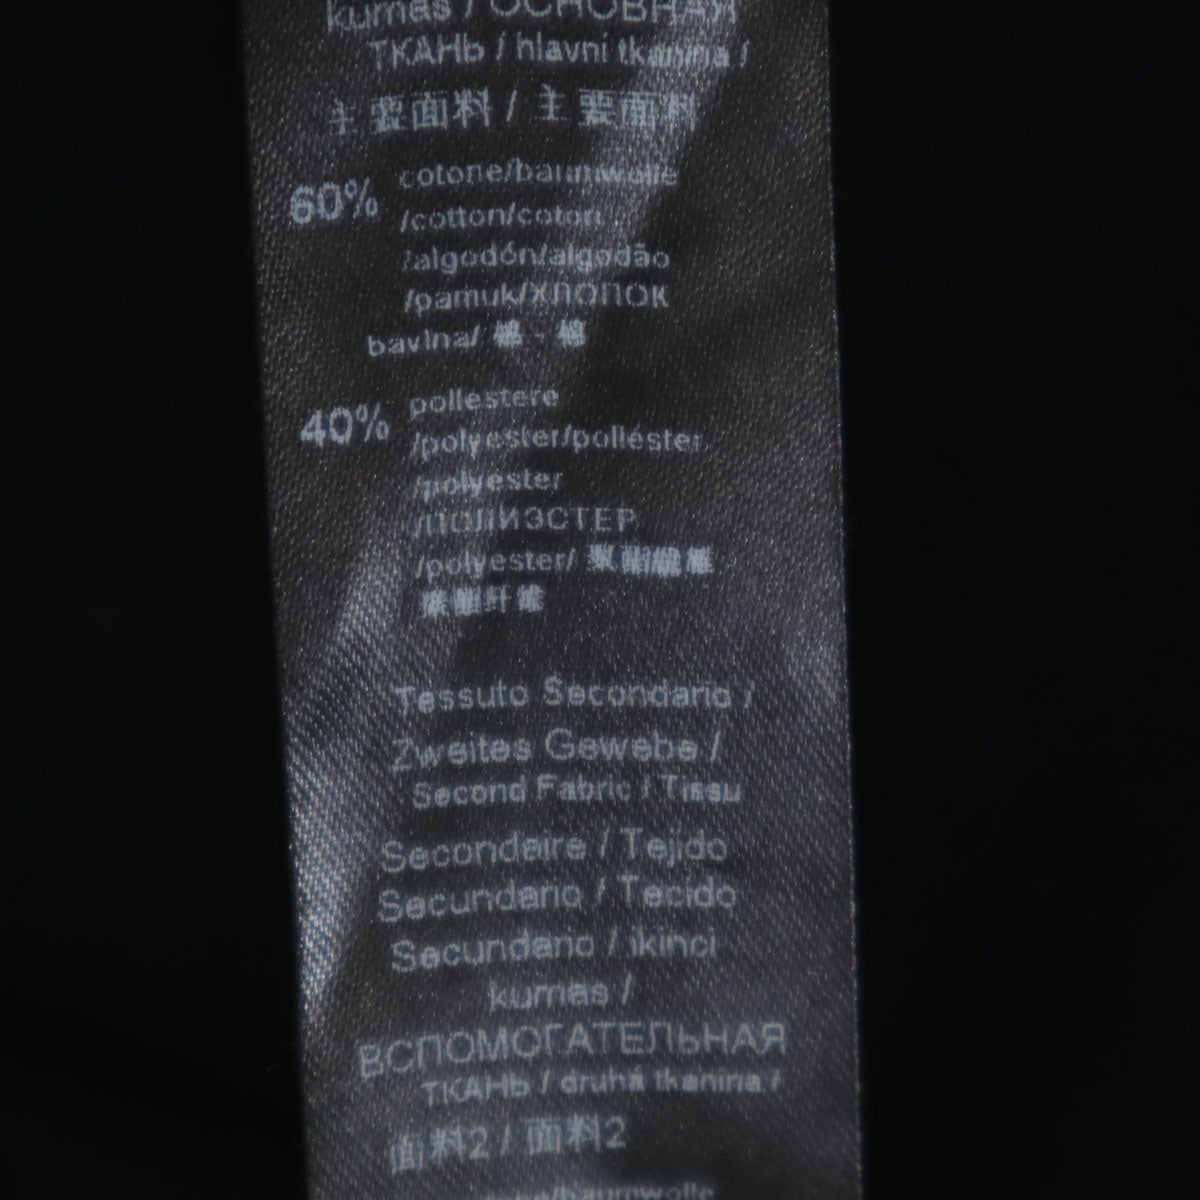 kumas / ОСНОВНАЯ
ТКАНЬ / hlavní tkanina /
主要面料 / 主要面料
60% cotone/baumwolle
/cotton/coton
/algodón/algodão
/pamuk/ХЛОПОК
bavlna/ 棉 - 棉
40% poliestere
/polyester/poliéster
/polyester
/ПОЛИЭСТЕР
/polyester/
Tessuto Secondario /
Zweites Gewebe /
Second Fabric / Tissu
Secondaire / Tejido
Secundario / Tecido
Secundario / ikinci
kumas /
ВСПОМОГАТЕЛЬНАЯ
ТКАНЬ / druhá tkanina /
面料2 / 面料2
/baumwolle